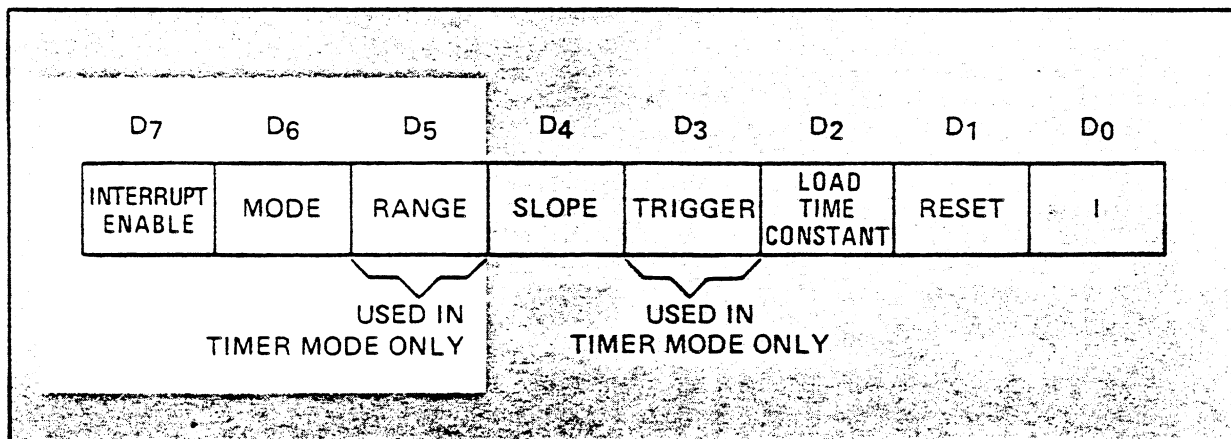 D7 D6 D5 D4 D3 D2 D1 D0
INTERRUPT ENABLE MODE RANGE SLOPE TRIGGER LOAD TIME CONSTANT RESET I
USED IN TIMER MODE ONLY
USED IN TIMER MODE ONLY